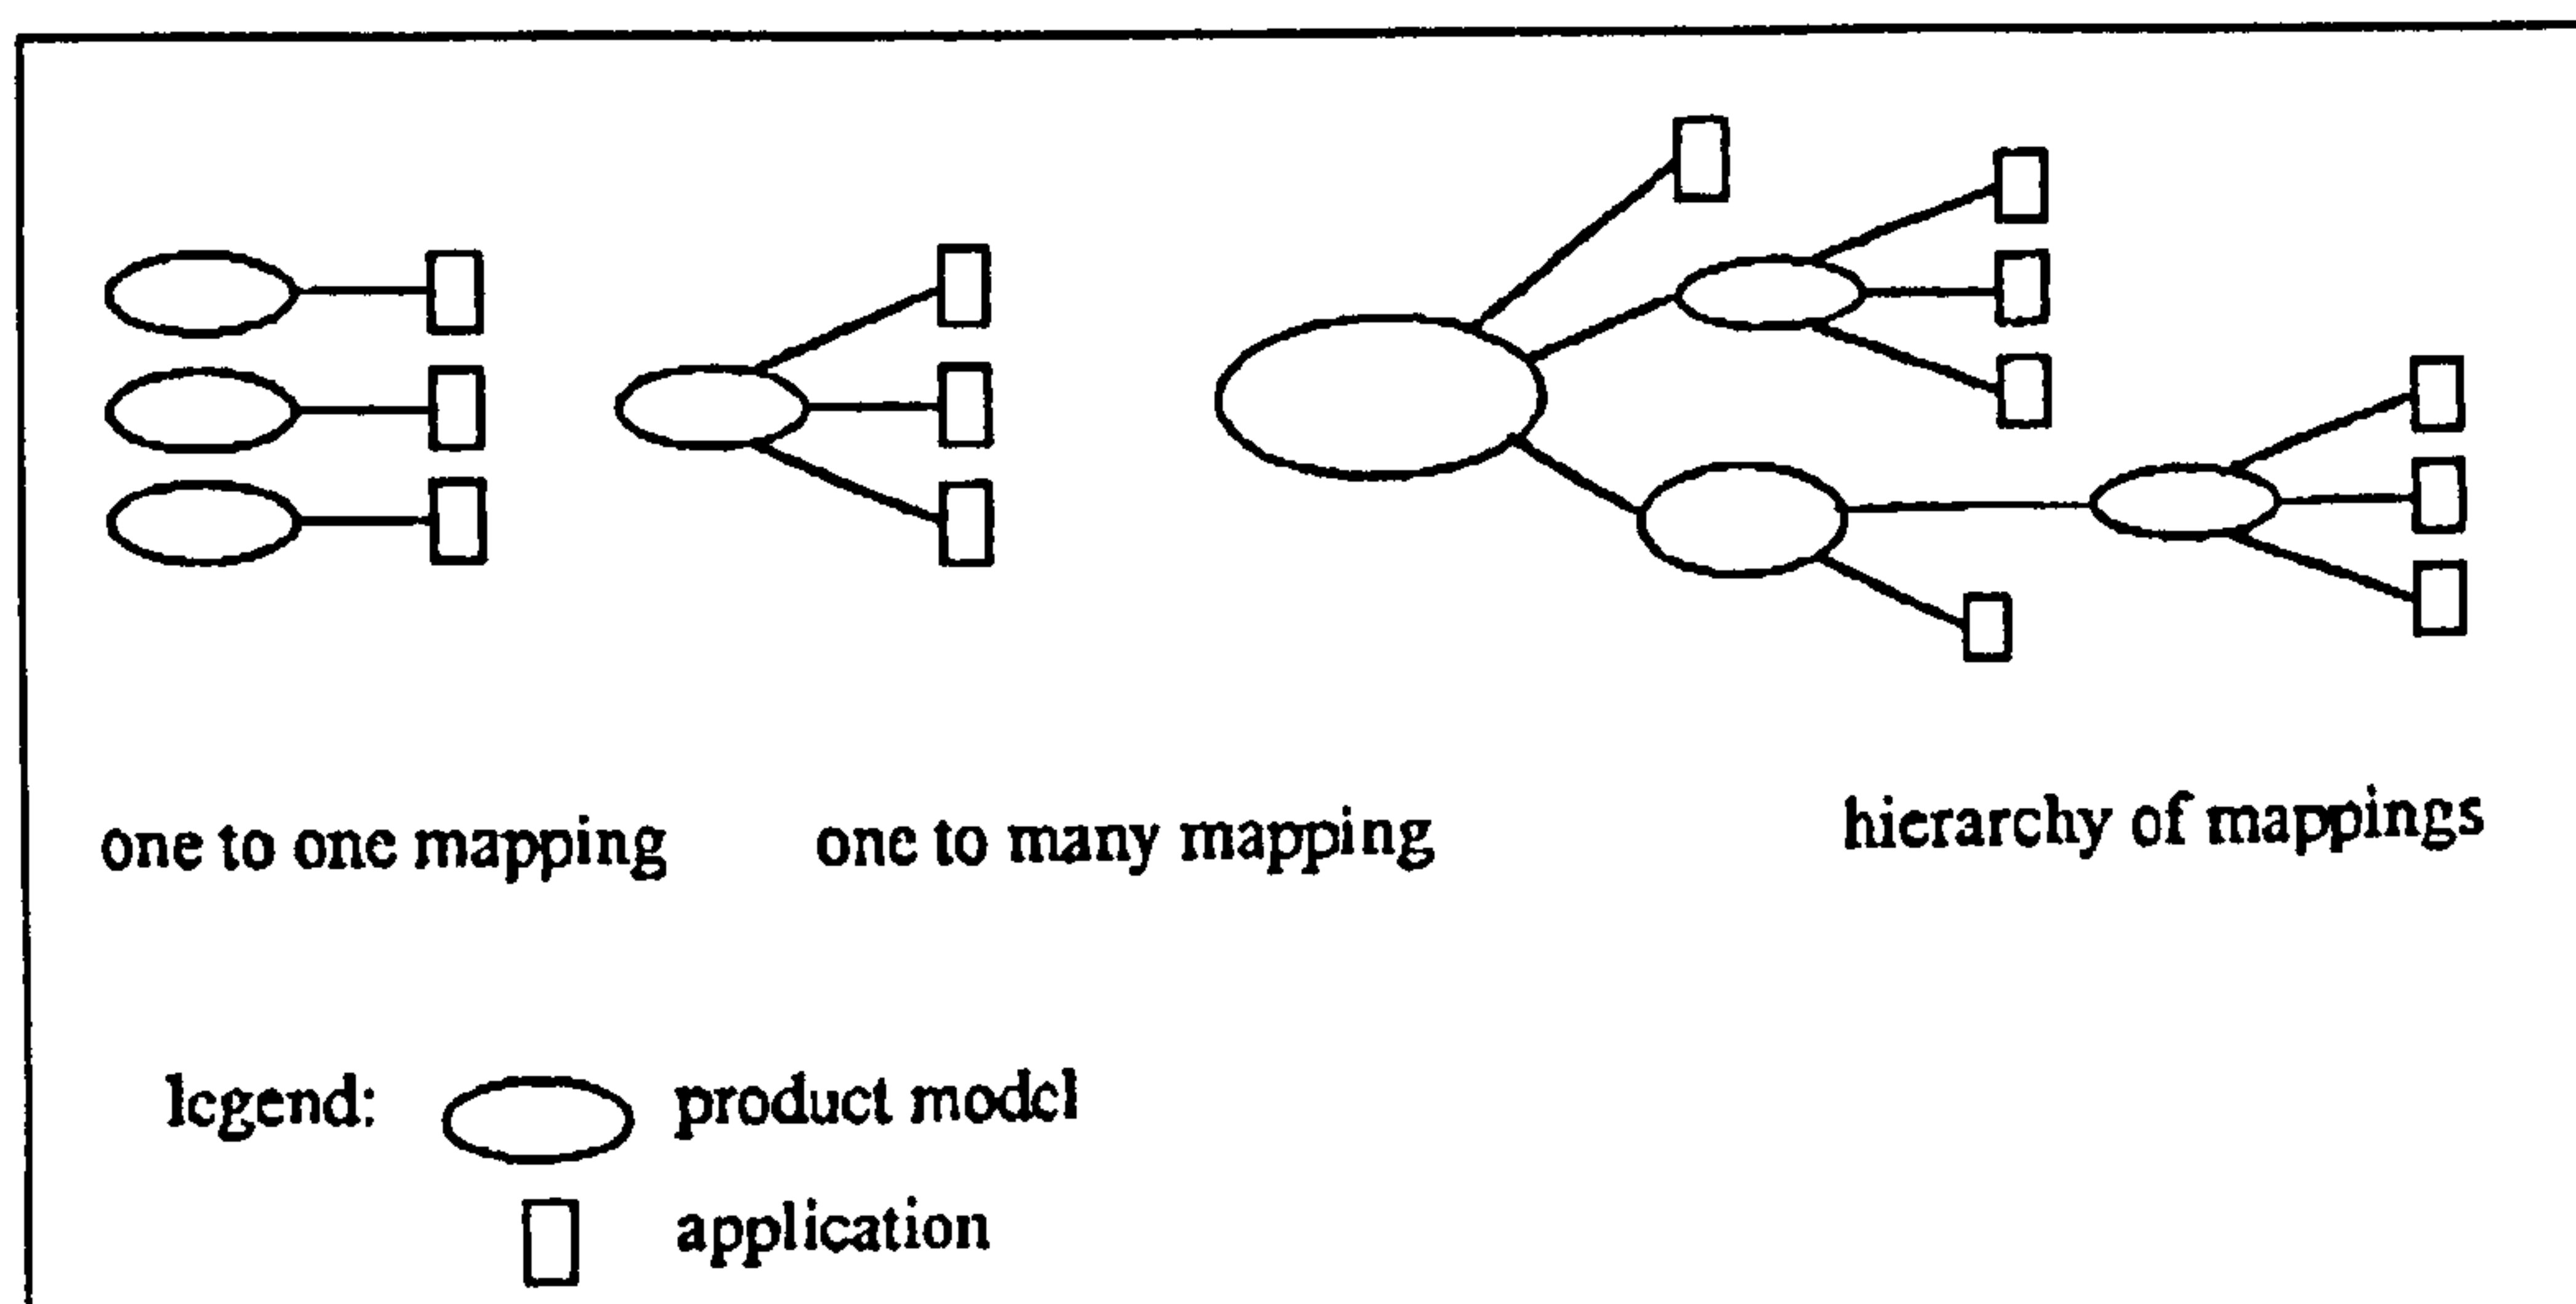 one to one mapping
one to many mapping
hierarchy of mappings
legend:
product model
application